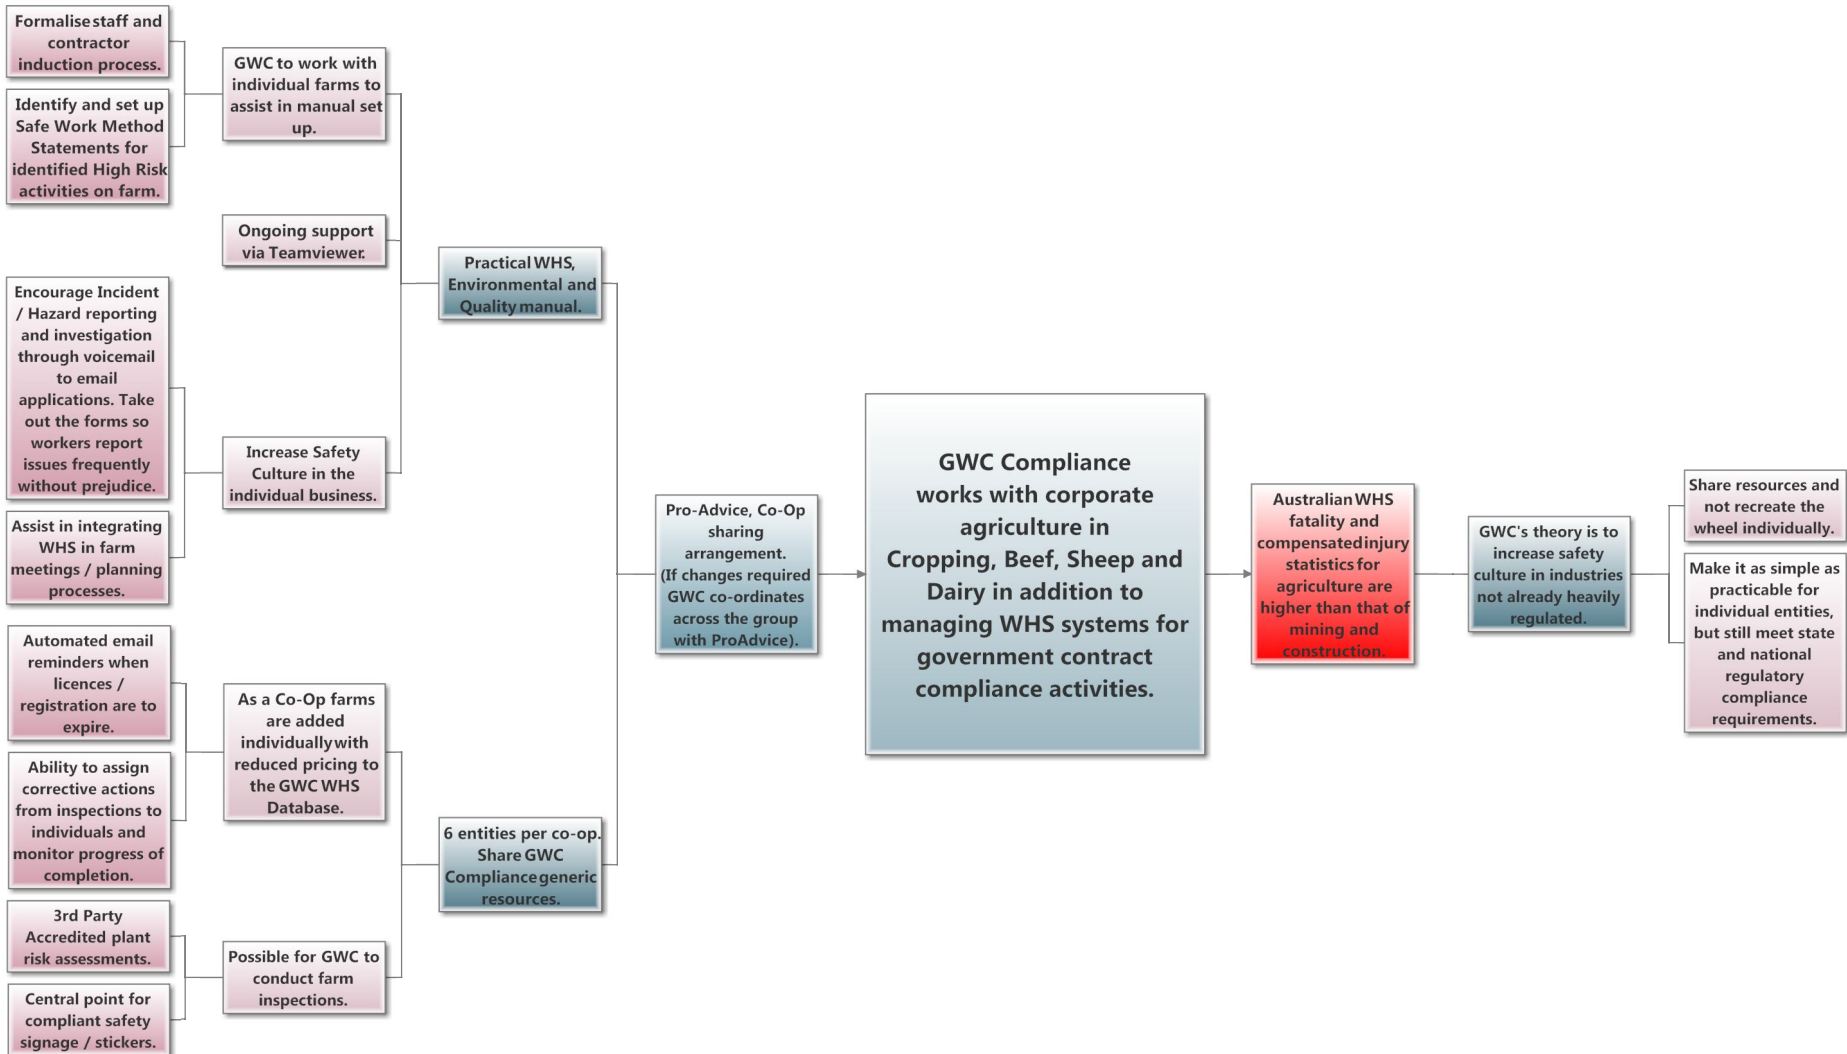 Formalise staff and
contractor
induction process.
Identify and set up
Safe Work Method
Statements for
identified High Risk
activities on farm.
GWC to work with
individual farms to
assist in manual set
up.
Ongoing support
via Teamviewer.
Encourage Incident
/ Hazard reporting
and investigation
through voicemail
to email
applications. Take
out the forms so
workers report
issues frequently
without prejudice.
Assist in integrating
WHS in farm
meetings / planning
processes.
Increase Safety
Culture in the
individual business.
Practical WHS,
Environmental and
Quality manual.
Automated email
reminders when
licences /
registration are to
expire.
Ability to assign
corrective actions
from inspections to
individuals and
monitor progress of
completion.
As a Co-Op farms
are added
individually with
reduced pricing to
the GWC WHS
Database.
3rd Party
Accredited plant
risk assessments.
Central point for
compliant safety
signage / stickers.
Possible for GWC to
conduct farm
inspections.
6 entities per co-op.
Share GWC
Compliance generic
resources.
Pro-Advice, Co-Op
sharing
arrangement.
(If changes required
GWC co-ordinates
across the group
with ProAdvice).
GWC Compliance
works with corporate
agriculture in
Cropping, Beef, Sheep and
Dairy in addition to
managing WHS systems for
government contract
compliance activities.
Australian WHS
fatality and
compensated injury
statistics for
agriculture are
higher than that of
mining and
construction.
GWC's theory is to
increase safety
culture in industries
not already heavily
regulated.
Share resources and
not recreate the
wheel individually.
Make it as simple as
practicable for
individual entities,
but still meet state
and national
regulatory
compliance
requirements.